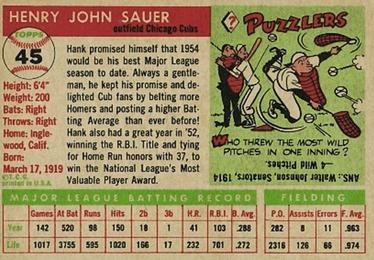 HENRY JOHN SAUER
outfield Chicago Cubs
TOPPS
45
Height: 6'4"
Weight: 200
Bats: Right
Throws: Right
Home: Ingle-
wood, Calif.
Born:
March 17, 1919
©T.C.G.
printed in U.S.A.
Hank promised himself that 1954
would be his best Major League
season to date. Always a gentle-
man, he kept his promise and de-
lighted Cub fans by belting more
Homers and posting a higher Bat-
ting Average than ever before!
Hank also had a great year in '52,
winning the R.B.I. Title and tying
for Home Run honors with 37, to
win the National League's Most
Valuable Player Award.
? PUZZLERS
WHO THREW THE MOST WILD
PITCHES IN ONE INNING?
ANS.: Walter Johnson, Senators, 1914
—4 Wild Pitches.
MAJOR LEAGUE BATTING RECORD FIELDING
Games At Bat Runs Hits 2b 3b H.R. R.B.I. B. Avg. P.O. Assists Errors F. Avg.
Year 142 520 98 150 18 1 41 103 .288 282 8 11 .963
Life 1017 3755 595 1020 166 17 232 701 .272 2316 126 66 .974